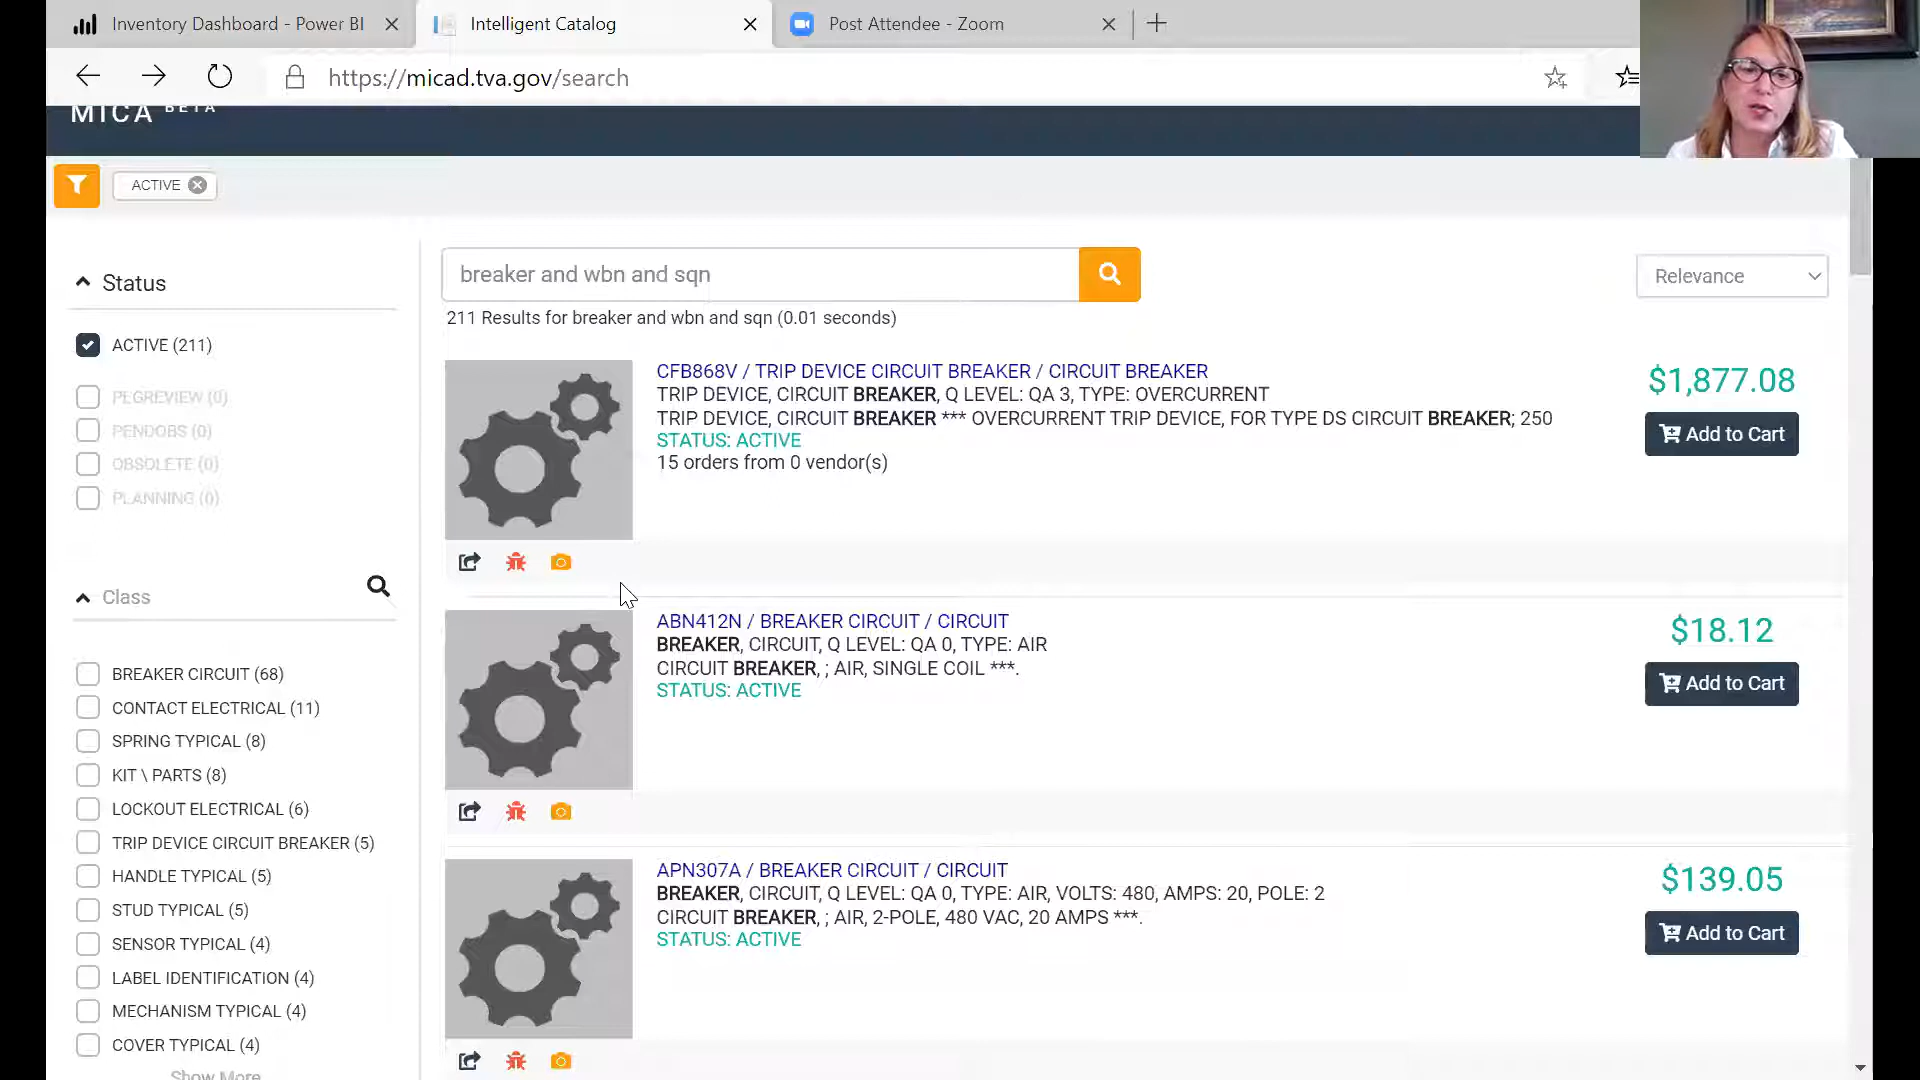 Inventory Dashboard - Power BI
Intelligent Catalog
Post Attendee - Zoom
https://micad.tva.gov/search
MICA BETA
ACTIVE
Status
ACTIVE (211)
PEGREVIEW (0)
PENDOBS (0)
OBSOLETE (0)
PLANNING (0)
Class
BREAKER CIRCUIT (68)
CONTACT ELECTRICAL (11)
SPRING TYPICAL (8)
KIT \ PARTS (8)
LOCKOUT ELECTRICAL (6)
TRIP DEVICE CIRCUIT BREAKER (5)
HANDLE TYPICAL (5)
STUD TYPICAL (5)
SENSOR TYPICAL (4)
LABEL IDENTIFICATION (4)
MECHANISM TYPICAL (4)
COVER TYPICAL (4)
Show More
breaker and wbn and sqn
Relevance
211 Results for breaker and wbn and sqn (0.01 seconds)
CFB868V / TRIP DEVICE CIRCUIT BREAKER / CIRCUIT BREAKER
TRIP DEVICE, CIRCUIT BREAKER, Q LEVEL: QA 3, TYPE: OVERCURRENT
TRIP DEVICE, CIRCUIT BREAKER *** OVERCURRENT TRIP DEVICE, FOR TYPE DS CIRCUIT BREAKER; 250
STATUS: ACTIVE
15 orders from 0 vendor(s)
$1,877.08
Add to Cart
ABN412N / BREAKER CIRCUIT / CIRCUIT
BREAKER, CIRCUIT, Q LEVEL: QA 0, TYPE: AIR
CIRCUIT BREAKER, ; AIR, SINGLE COIL ***.
STATUS: ACTIVE
$18.12
Add to Cart
APN307A / BREAKER CIRCUIT / CIRCUIT
BREAKER, CIRCUIT, Q LEVEL: QA 0, TYPE: AIR, VOLTS: 480, AMPS: 20, POLE: 2
CIRCUIT BREAKER, ; AIR, 2-POLE, 480 VAC, 20 AMPS ***.
STATUS: ACTIVE
$139.05
Add to Cart